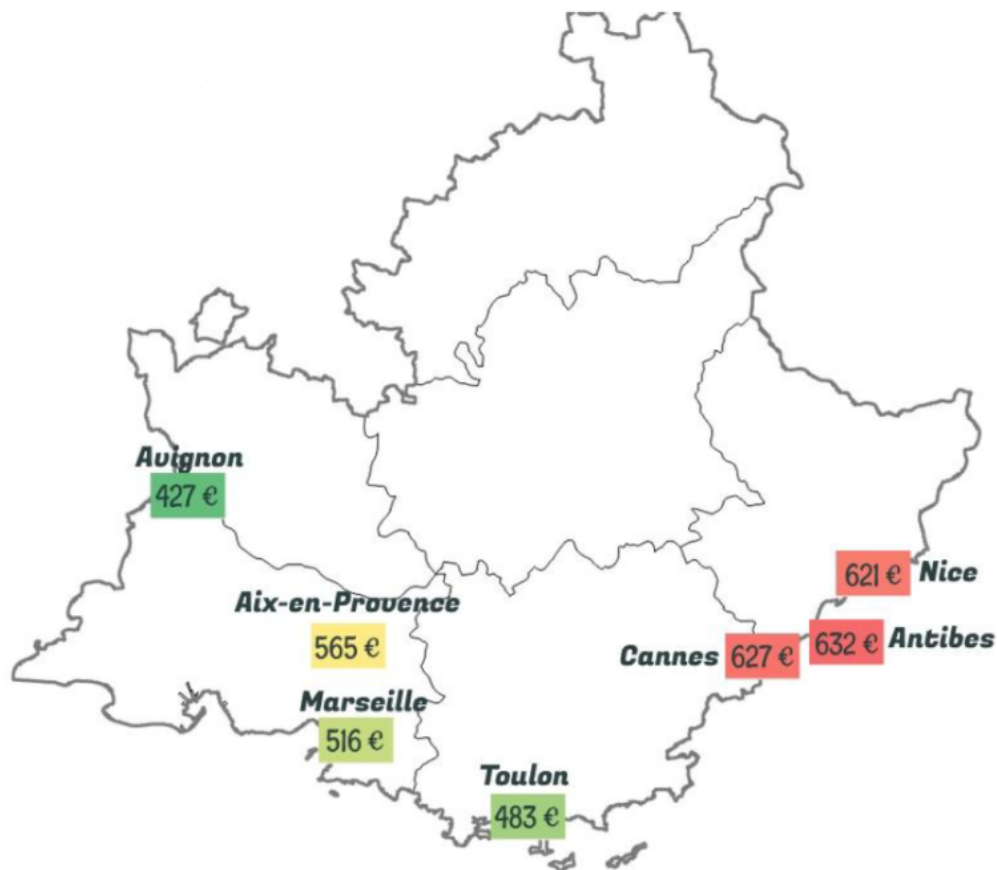 Avignon
427 €
621 € Nice
Aix-en-Provence
565 €
632 € Antibes
Cannes 627 €
Marseille
516 €
Toulon
483 €